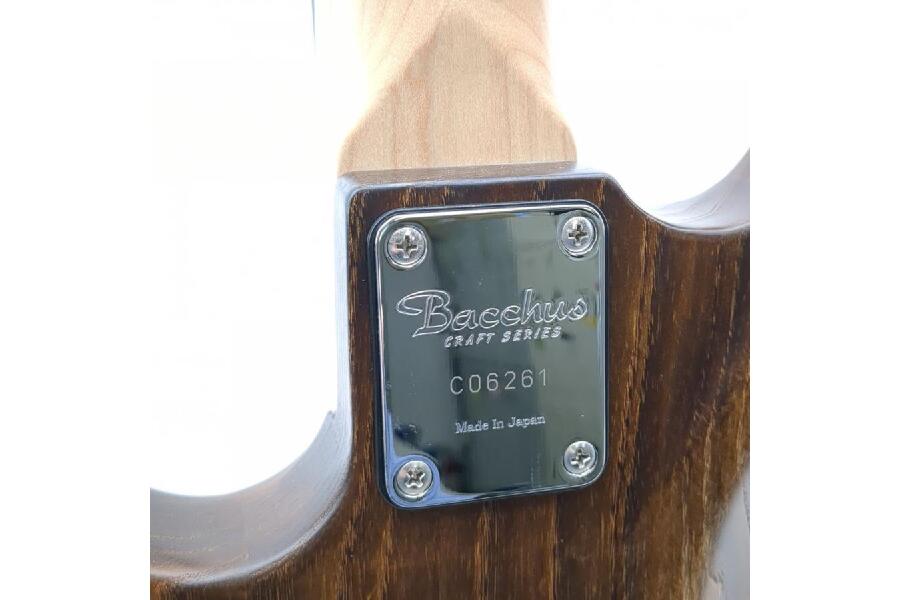 Bacchus
CRAFT SERIES
C06261
Made In Japan